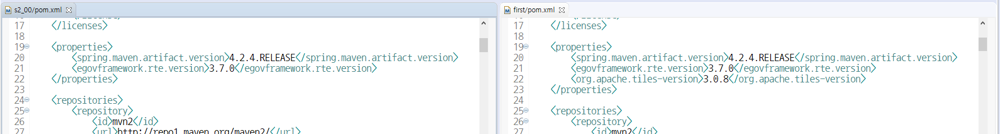 s2_00/pom.xml
17 </licenses>
18
19 <properties>
20 <spring.maven.artifact.version>4.2.4.RELEASE</spring.maven.artifact.version>
21 <egovframework.rte.version>3.7.0</egovframework.rte.version>
22 </properties>
23
24 <repositories>
25 <repository>
26 <id>mvn2</id>
27 <url>http://repo1.maven.org/maven2/</url>
first/pom.xml
17 </licenses>
18
19 <properties>
20 <spring.maven.artifact.version>4.2.4.RELEASE</spring.maven.artifact.version>
21 <egovframework.rte.version>3.7.0</egovframework.rte.version>
22 <org.apache.tiles-version>3.0.8</org.apache.tiles-version>
23 </properties>
24
25 <repositories>
26 <repository>
27 <id>mvn2</id>